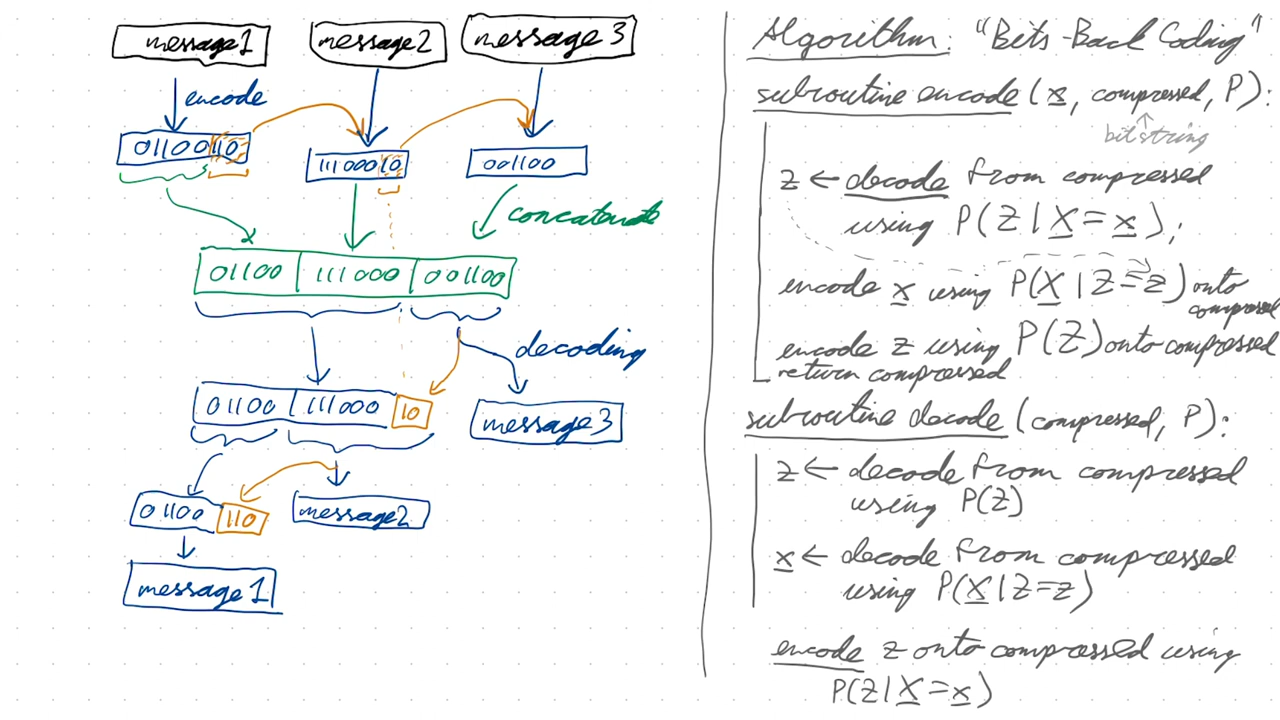 message1
message2
message3
encode
01100110
11100010
001100
concatenate
01100 111000 001100
decoding
01100 111000 10
message3
01100 110
message2
message1
Algorithm: "Bits-Back Coding"
subroutine encode (x, compressed, P):
bitstring
z ← decode from compressed
using P(Z|X=x);
encode x using P(X|Z=z) onto
compressed
encode z using P(Z) onto compressed
return compressed
subroutine decode (compressed, P):
z ← decode from compressed
using P(Z)
x ← decode from compressed
using P(X|Z=z)
encode z onto compressed using
P(Z|X=x)